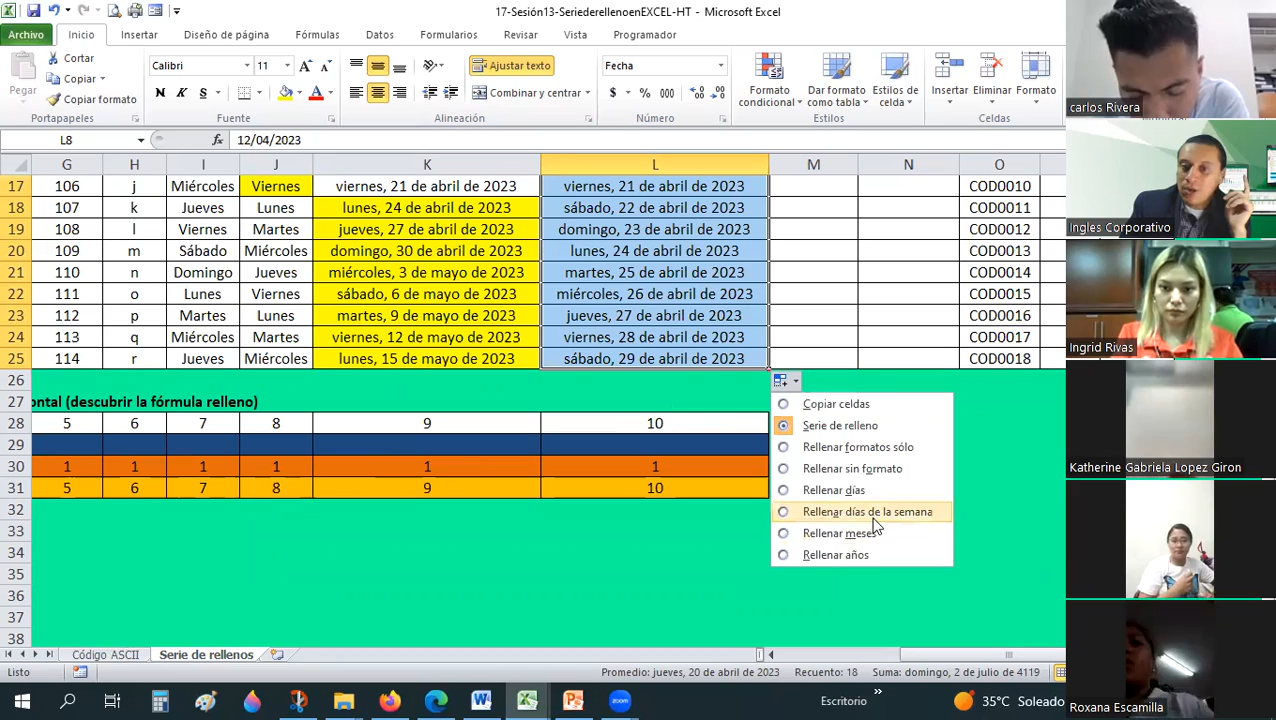 17-Sesión13-SeriederellenoenEXCEL-HT - Microsoft Excel
Archivo Inicio Insertar Diseño de página Fórmulas Datos Formularios Revisar Vista Programador
Pegar Cortar
Copiar
Copiar formato
Portapapeles
Calibri 11
N K S A
Fuente
Ajustar texto
Combinar y centrar
Alineación
Fecha
$ % 000
Número
Formato condicional Dar formato como tabla Estilos de celda
Estilos
Insertar Eliminar Formato
Celdas
L8 fx 12/04/2023
G H I J K L M N O
17 106 j Miércoles Viernes viernes, 21 de abril de 2023 viernes, 21 de abril de 2023 COD0010
18 107 k Jueves Lunes lunes, 24 de abril de 2023 sábado, 22 de abril de 2023 COD0011
19 108 l Viernes Martes jueves, 27 de abril de 2023 domingo, 23 de abril de 2023 COD0012
20 109 m Sábado Miércoles domingo, 30 de abril de 2023 lunes, 24 de abril de 2023 COD0013
21 110 n Domingo Jueves miércoles, 3 de mayo de 2023 martes, 25 de abril de 2023 COD0014
22 111 o Lunes Viernes sábado, 6 de mayo de 2023 miércoles, 26 de abril de 2023 COD0015
23 112 p Martes Lunes martes, 9 de mayo de 2023 jueves, 27 de abril de 2023 COD0016
24 113 q Miércoles Martes viernes, 12 de mayo de 2023 viernes, 28 de abril de 2023 COD0017
25 114 r Jueves Miércoles lunes, 15 de mayo de 2023 sábado, 29 de abril de 2023 COD0018
26
27 ontal (descubrir la fórmula relleno)
28 5 6 7 8 9 10
29
30 1 1 1 1 1 1
31 5 6 7 8 9 10
32
33
34
35
36
37
38
Copiar celdas
Serie de relleno
Rellenar formatos sólo
Rellenar sin formato
Rellenar días
Rellenar días de la semana
Rellenar meses
Rellenar años
Código ASCII Serie de rellenos
Listo Promedio: jueves, 20 de abril de 2023 Recuento: 18 Suma: domingo, 2 de julio de 4119
Escritorio » 35°C Soleado
carlos Rivera
Ingles Corporativo
Ingrid Rivas
Katherine Gabriela Lopez Giron
Roxana Escamilla